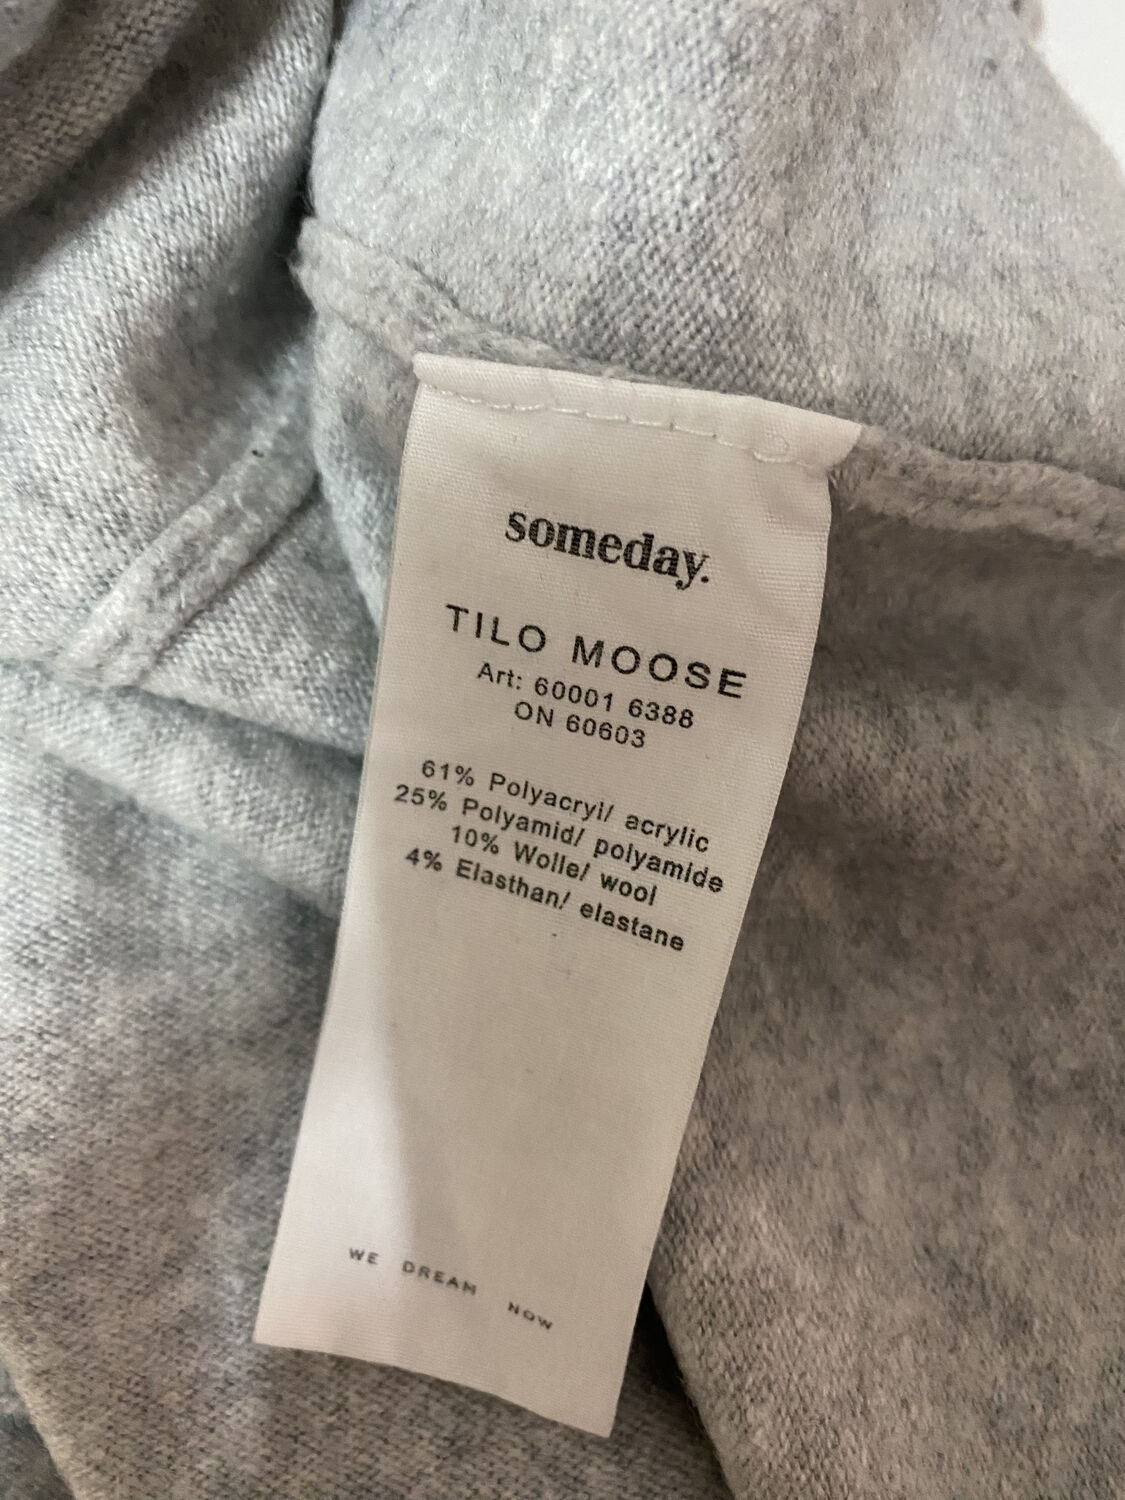 someday.
TILO MOOSE
Art: 60001 6388
ON 60603
61% Polyacryl/ acrylic
25% Polyamid/ polyamide
10% Wolle/ wool
4% Elasthan/ elastane
WE DREAM NOW